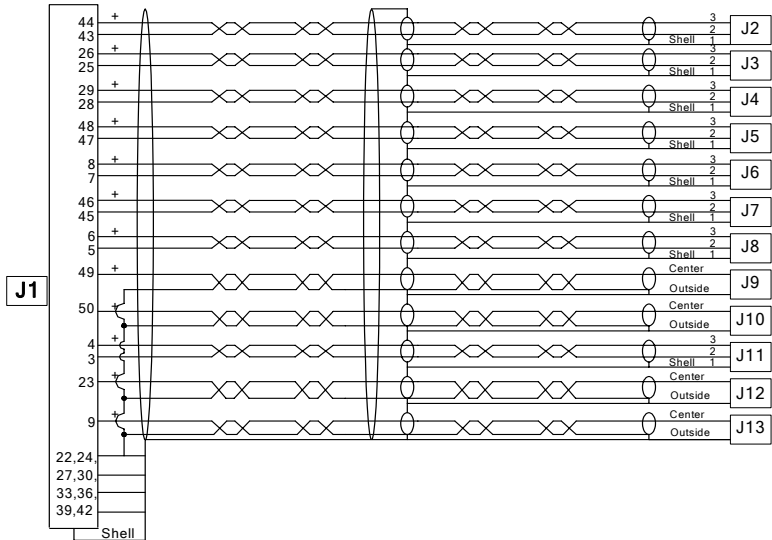 44 + 3 J2
43 2
Shell 1
26 + 3 J3
25 2
Shell 1
29 + 3 J4
28 2
Shell 1
48 + 3 J5
47 2
Shell 1
8 + 3 J6
7 2
Shell 1
46 + 3 J7
45 2
Shell 1
6 + 3 J8
5 2
Shell 1
49 + Center J9
Outside
J1
50 + Center J10
Outside
4 + 3 J11
3 2
Shell 1
23 + Center J12
Outside
9 + Center J13
Outside
22,24,
27,30,
33,36,
39,42
Shell